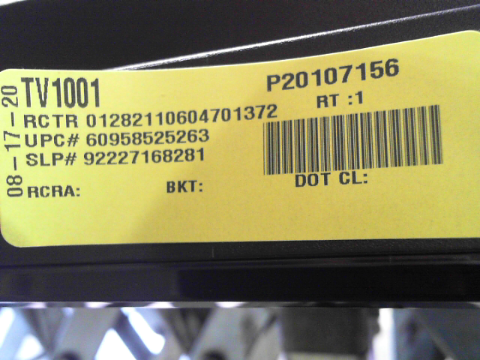 08-17-20
TV1001
P20107156
RCTR 01282110604701372
RT :1
UPC# 60958525263
SLP# 92227168281
RCRA:
BKT:
DOT CL: